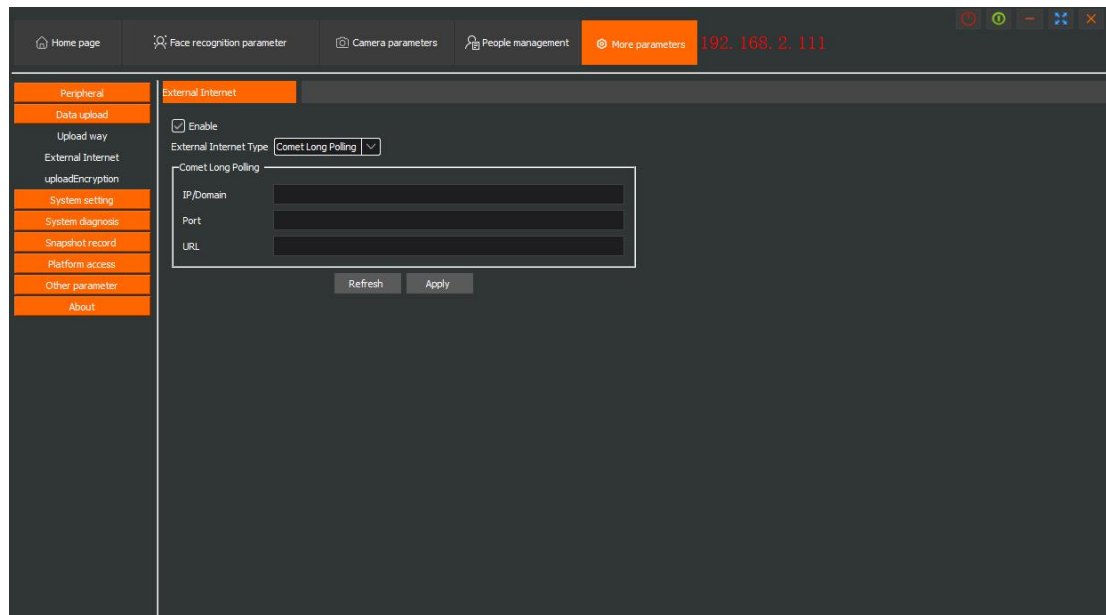 Home page
Face recognition parameter
Camera parameters
People management
More parameters
192.168.2.111
Peripheral
Data upload
Upload way
External Internet
uploadEncryption
System setting
System diagnosis
Snapshot record
Platform access
Other parameter
About
External Internet
Enable
External Internet Type Comet Long Polling
Comet Long Polling
IP/Domain
Port
URL
Refresh Apply